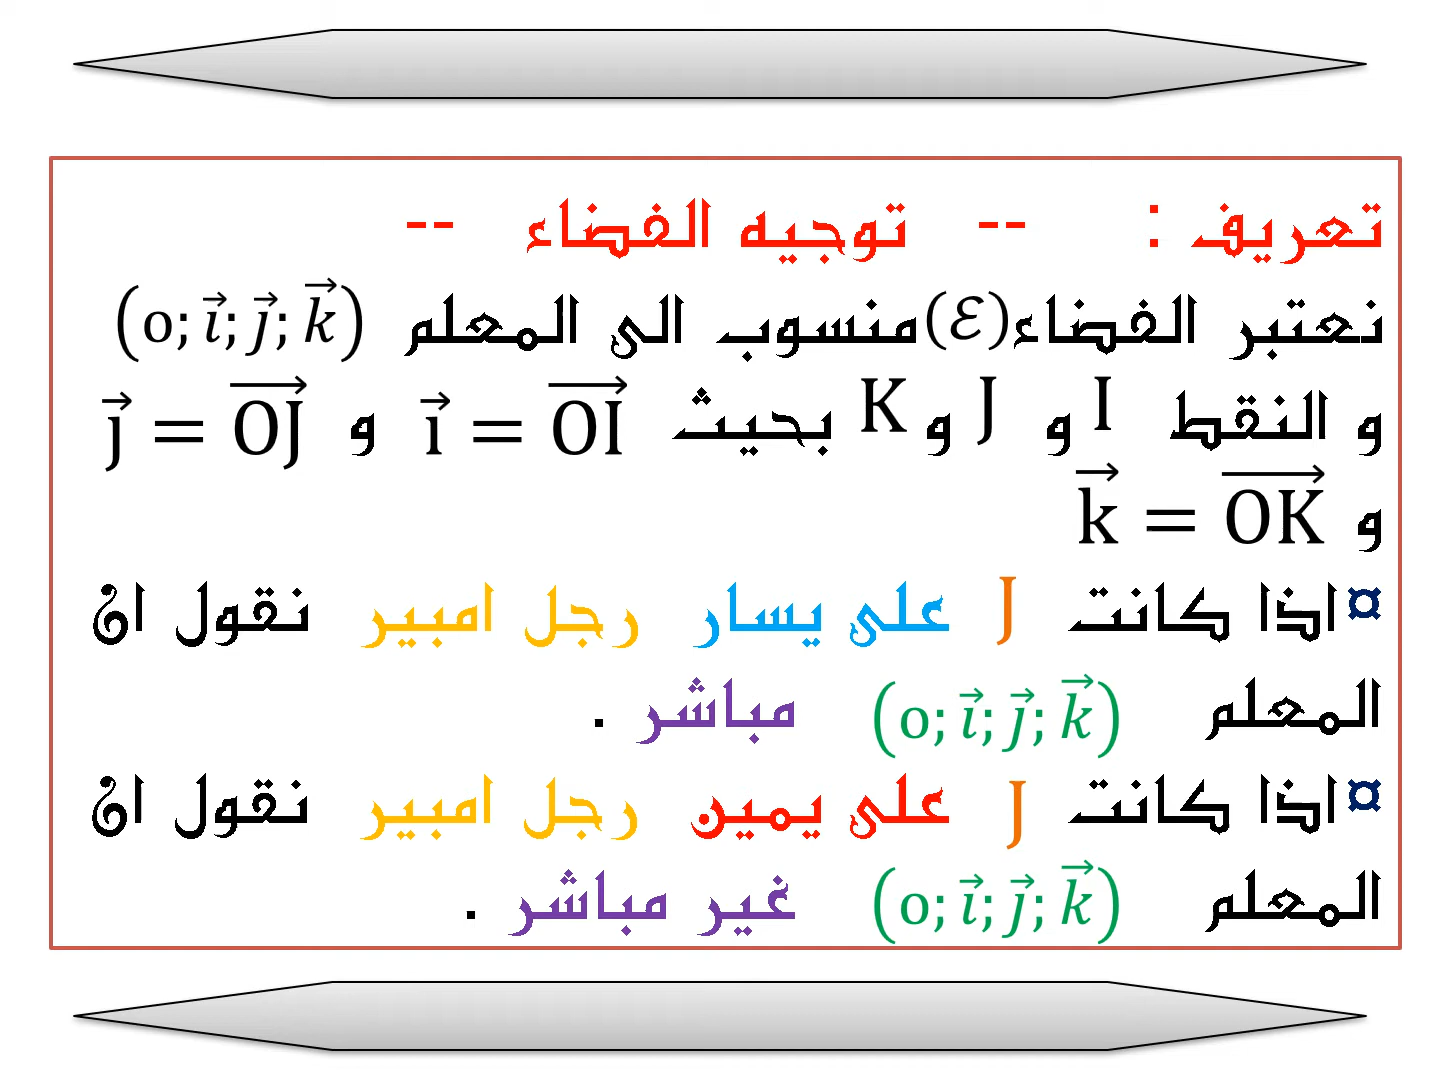 تعريف : -- توجيه الفضاء --
نعتبر الفضاء(ℰ)منسوب الى المعلم (o; i⃗; j⃗; k⃗)
و النقط I و J و K بحيث i⃗ = OI⃗ و j⃗ = OJ⃗
و k⃗ = OK⃗
¤اذا كانت J على يسار رجل امبير نقول ان
المعلم (o; i⃗; j⃗; k⃗) مباشر .
¤اذا كانت J على يمين رجل امبير نقول ان
المعلم (o; i⃗; j⃗; k⃗) غير مباشر .